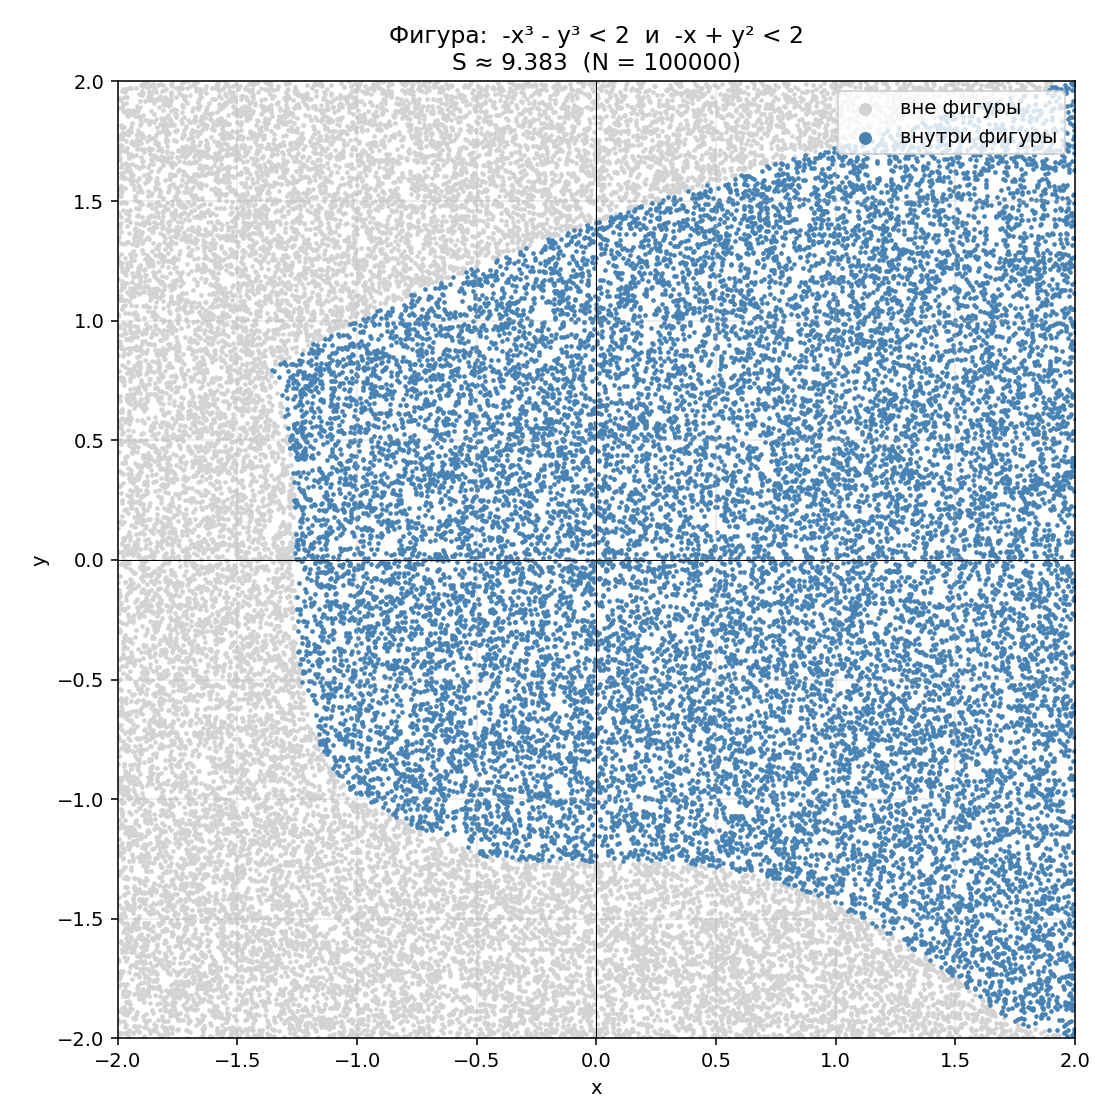 Фигура:  -x³ - y³ < 2  и  -x + y² < 2
S ≈ 9.383  (N = 100000)
вне фигуры
внутри фигуры
2.0
1.5
1.0
0.5
0.0
−0.5
−1.0
−1.5
−2.0
y
−2.0 −1.5 −1.0 −0.5 0.0 0.5 1.0 1.5 2.0
x